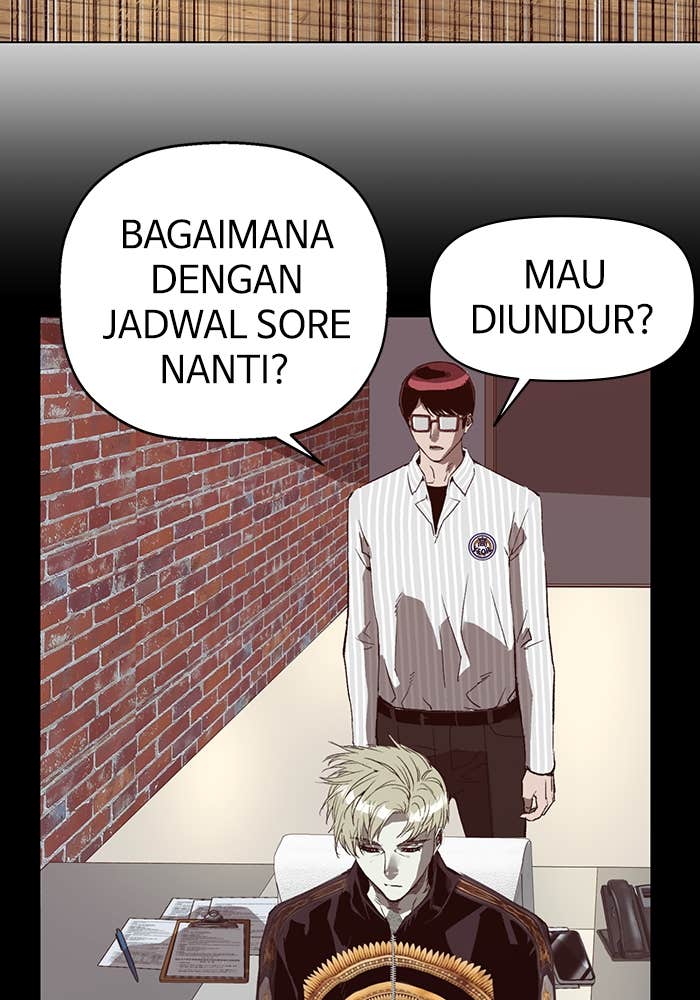 BAGAIMANA
DENGAN
JADWAL SORE
NANTI?
MAU
DIUNDUR?